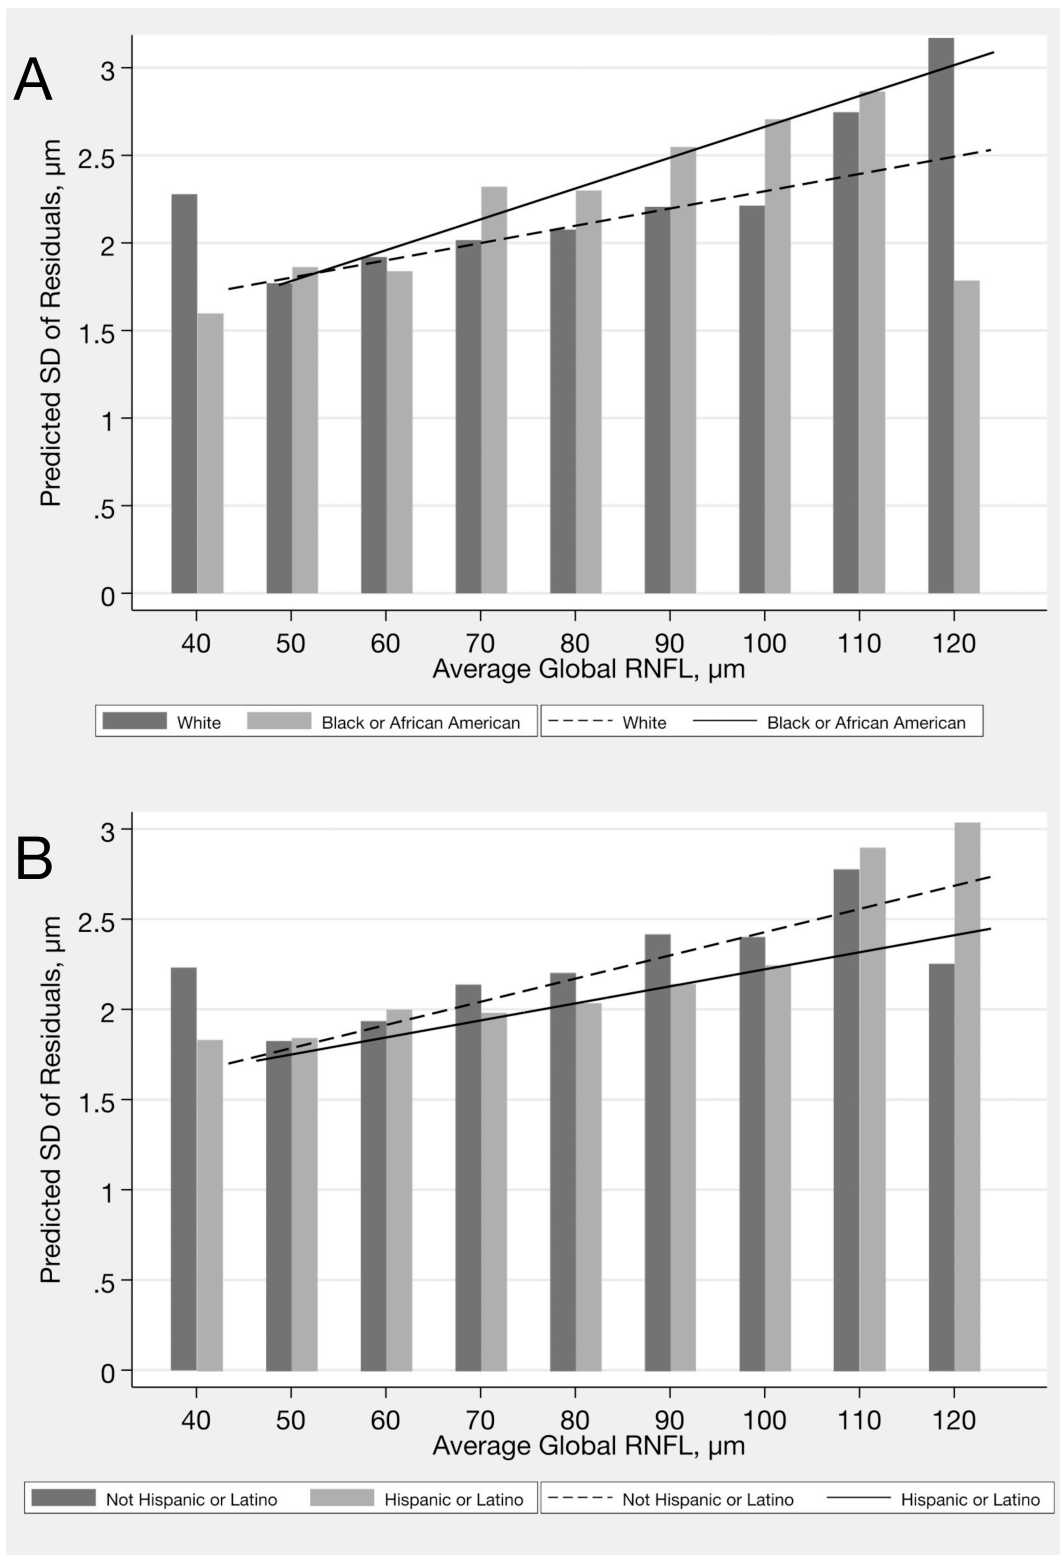 A
Predicted SD of Residuals, µm
3
2.5
2
1.5
1
.5
0
40 50 60 70 80 90 100 110 120
Average Global RNFL, µm
White Black or African American White Black or African American
B
Predicted SD of Residuals, µm
3
2.5
2
1.5
1
.5
0
40 50 60 70 80 90 100 110 120
Average Global RNFL, µm
Not Hispanic or Latino Hispanic or Latino Not Hispanic or Latino Hispanic or Latino